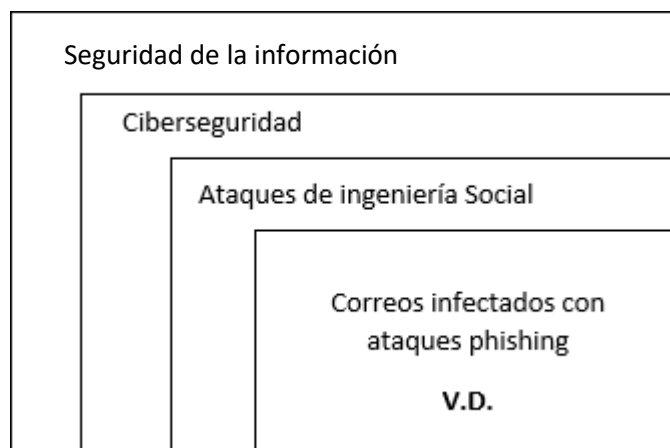 Seguridad de la información
Ciberseguridad
Ataques de ingeniería Social
Correos infectados con
ataques phishing
V.D.